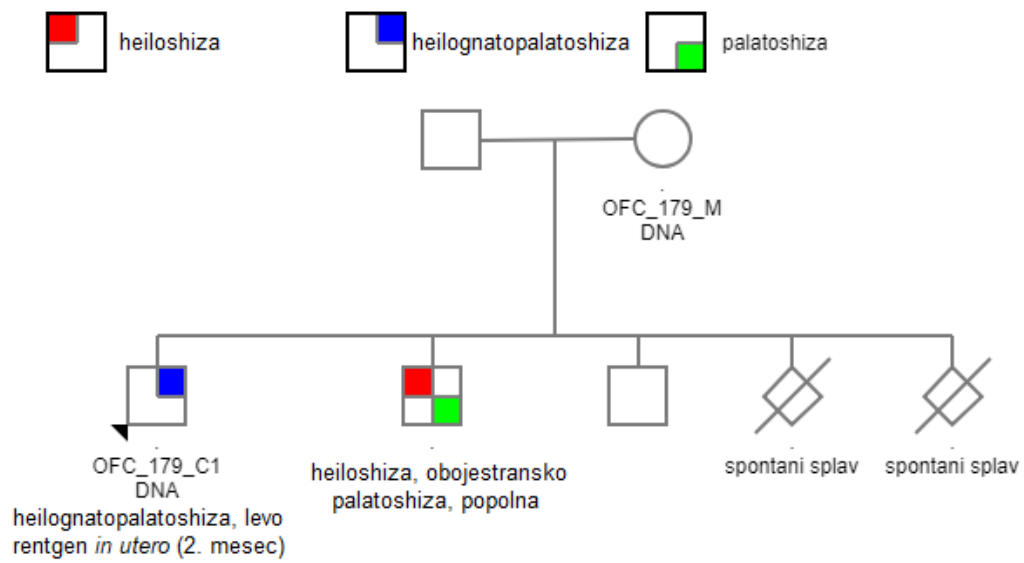 heiloshiza
heilognatopalatoshiza
palatoshiza
OFC_179_M
DNA
OFC_179_C1
DNA
heilognatopalatoshiza, levo
rentgen in utero (2. mesec)
heiloshiza, obojestransko
palatoshiza, popolna
spontani splav
spontani splav